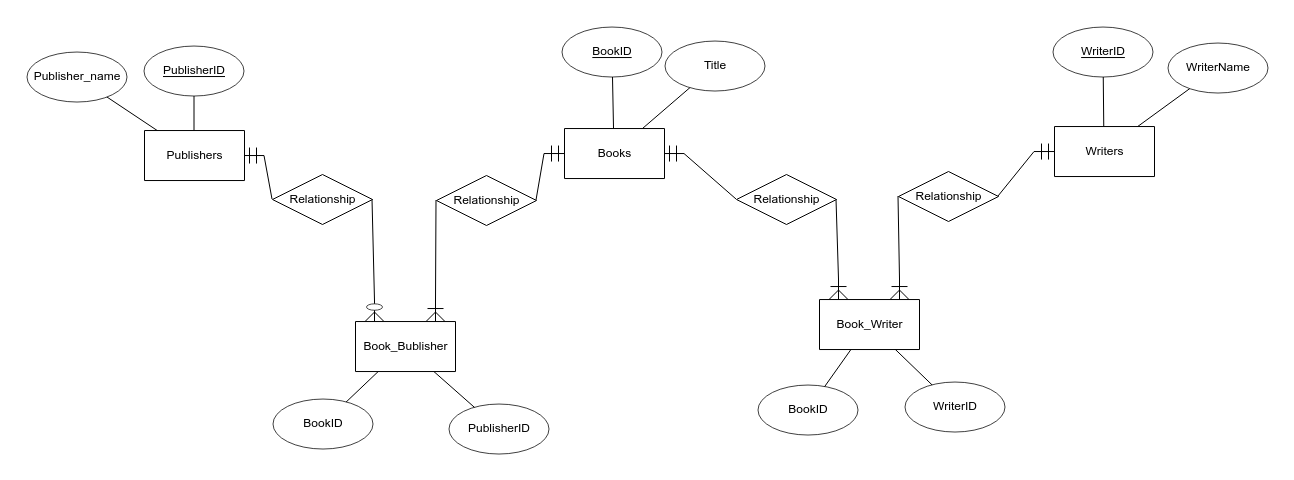 Publisher_name
PublisherID
BookID
Title
WriterID
WriterName
Publishers
Books
Writers
Relationship
Relationship
Relationship
Relationship
Book_Bublisher
Book_Writer
BookID
PublisherID
BookID
WriterID